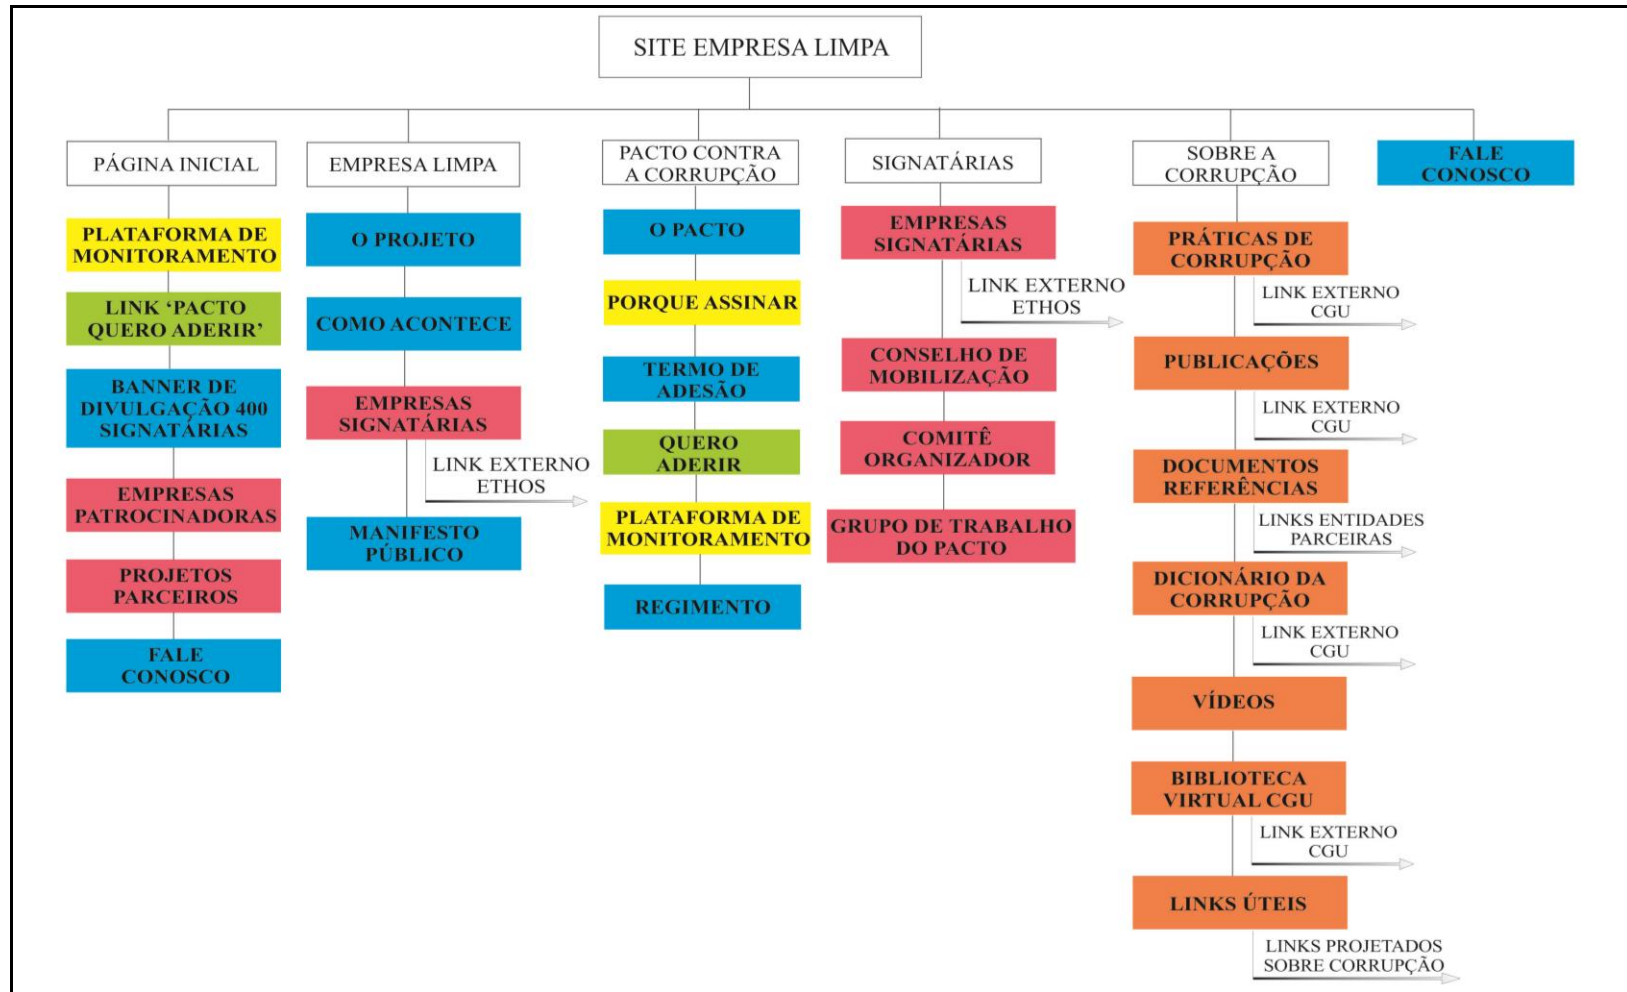 SITE EMPRESA LIMPA
PÁGINA INICIAL
PLATAFORMA DE
MONITORAMENTO
LINK ‘PACTO
QUERO ADERIR’
BANNER DE
DIVULGAÇÃO 400
SIGNATÁRIAS
EMPRESAS
PATROCINADORAS
PROJETOS
PARCEIROS
FALE
CONOSCO
EMPRESA LIMPA
O PROJETO
COMO ACONTECE
EMPRESAS
SIGNATÁRIAS
LINK EXTERNO
ETHOS
MANIFESTO
PÚBLICO
PACTO CONTRA
A CORRUPÇÃO
O PACTO
PORQUE ASSINAR
TERMO DE
ADESÃO
QUERO
ADERIR
PLATAFORMA DE
MONITORAMENTO
REGIMENTO
SIGNATÁRIAS
EMPRESAS
SIGNATÁRIAS
LINK EXTERNO
ETHOS
CONSELHO DE
MOBILIZAÇÃO
COMITÊ
ORGANIZADOR
GRUPO DE TRABALHO
DO PACTO
SOBRE A
CORRUPÇÃO
PRÁTICAS DE
CORRUPÇÃO
LINK EXTERNO
CGU
PUBLICAÇÕES
LINK EXTERNO
CGU
DOCUMENTOS
REFERÊNCIAS
LINKS ENTIDADES
PARCEIRAS
DICIONÁRIO DA
CORRUPÇÃO
LINK EXTERNO
CGU
VÍDEOS
BIBLIOTECA
VIRTUAL CGU
LINK EXTERNO
CGU
LINKS ÚTEIS
LINKS PROJETADOS
SOBRE CORRUPÇÃO
FALE
CONOSCO